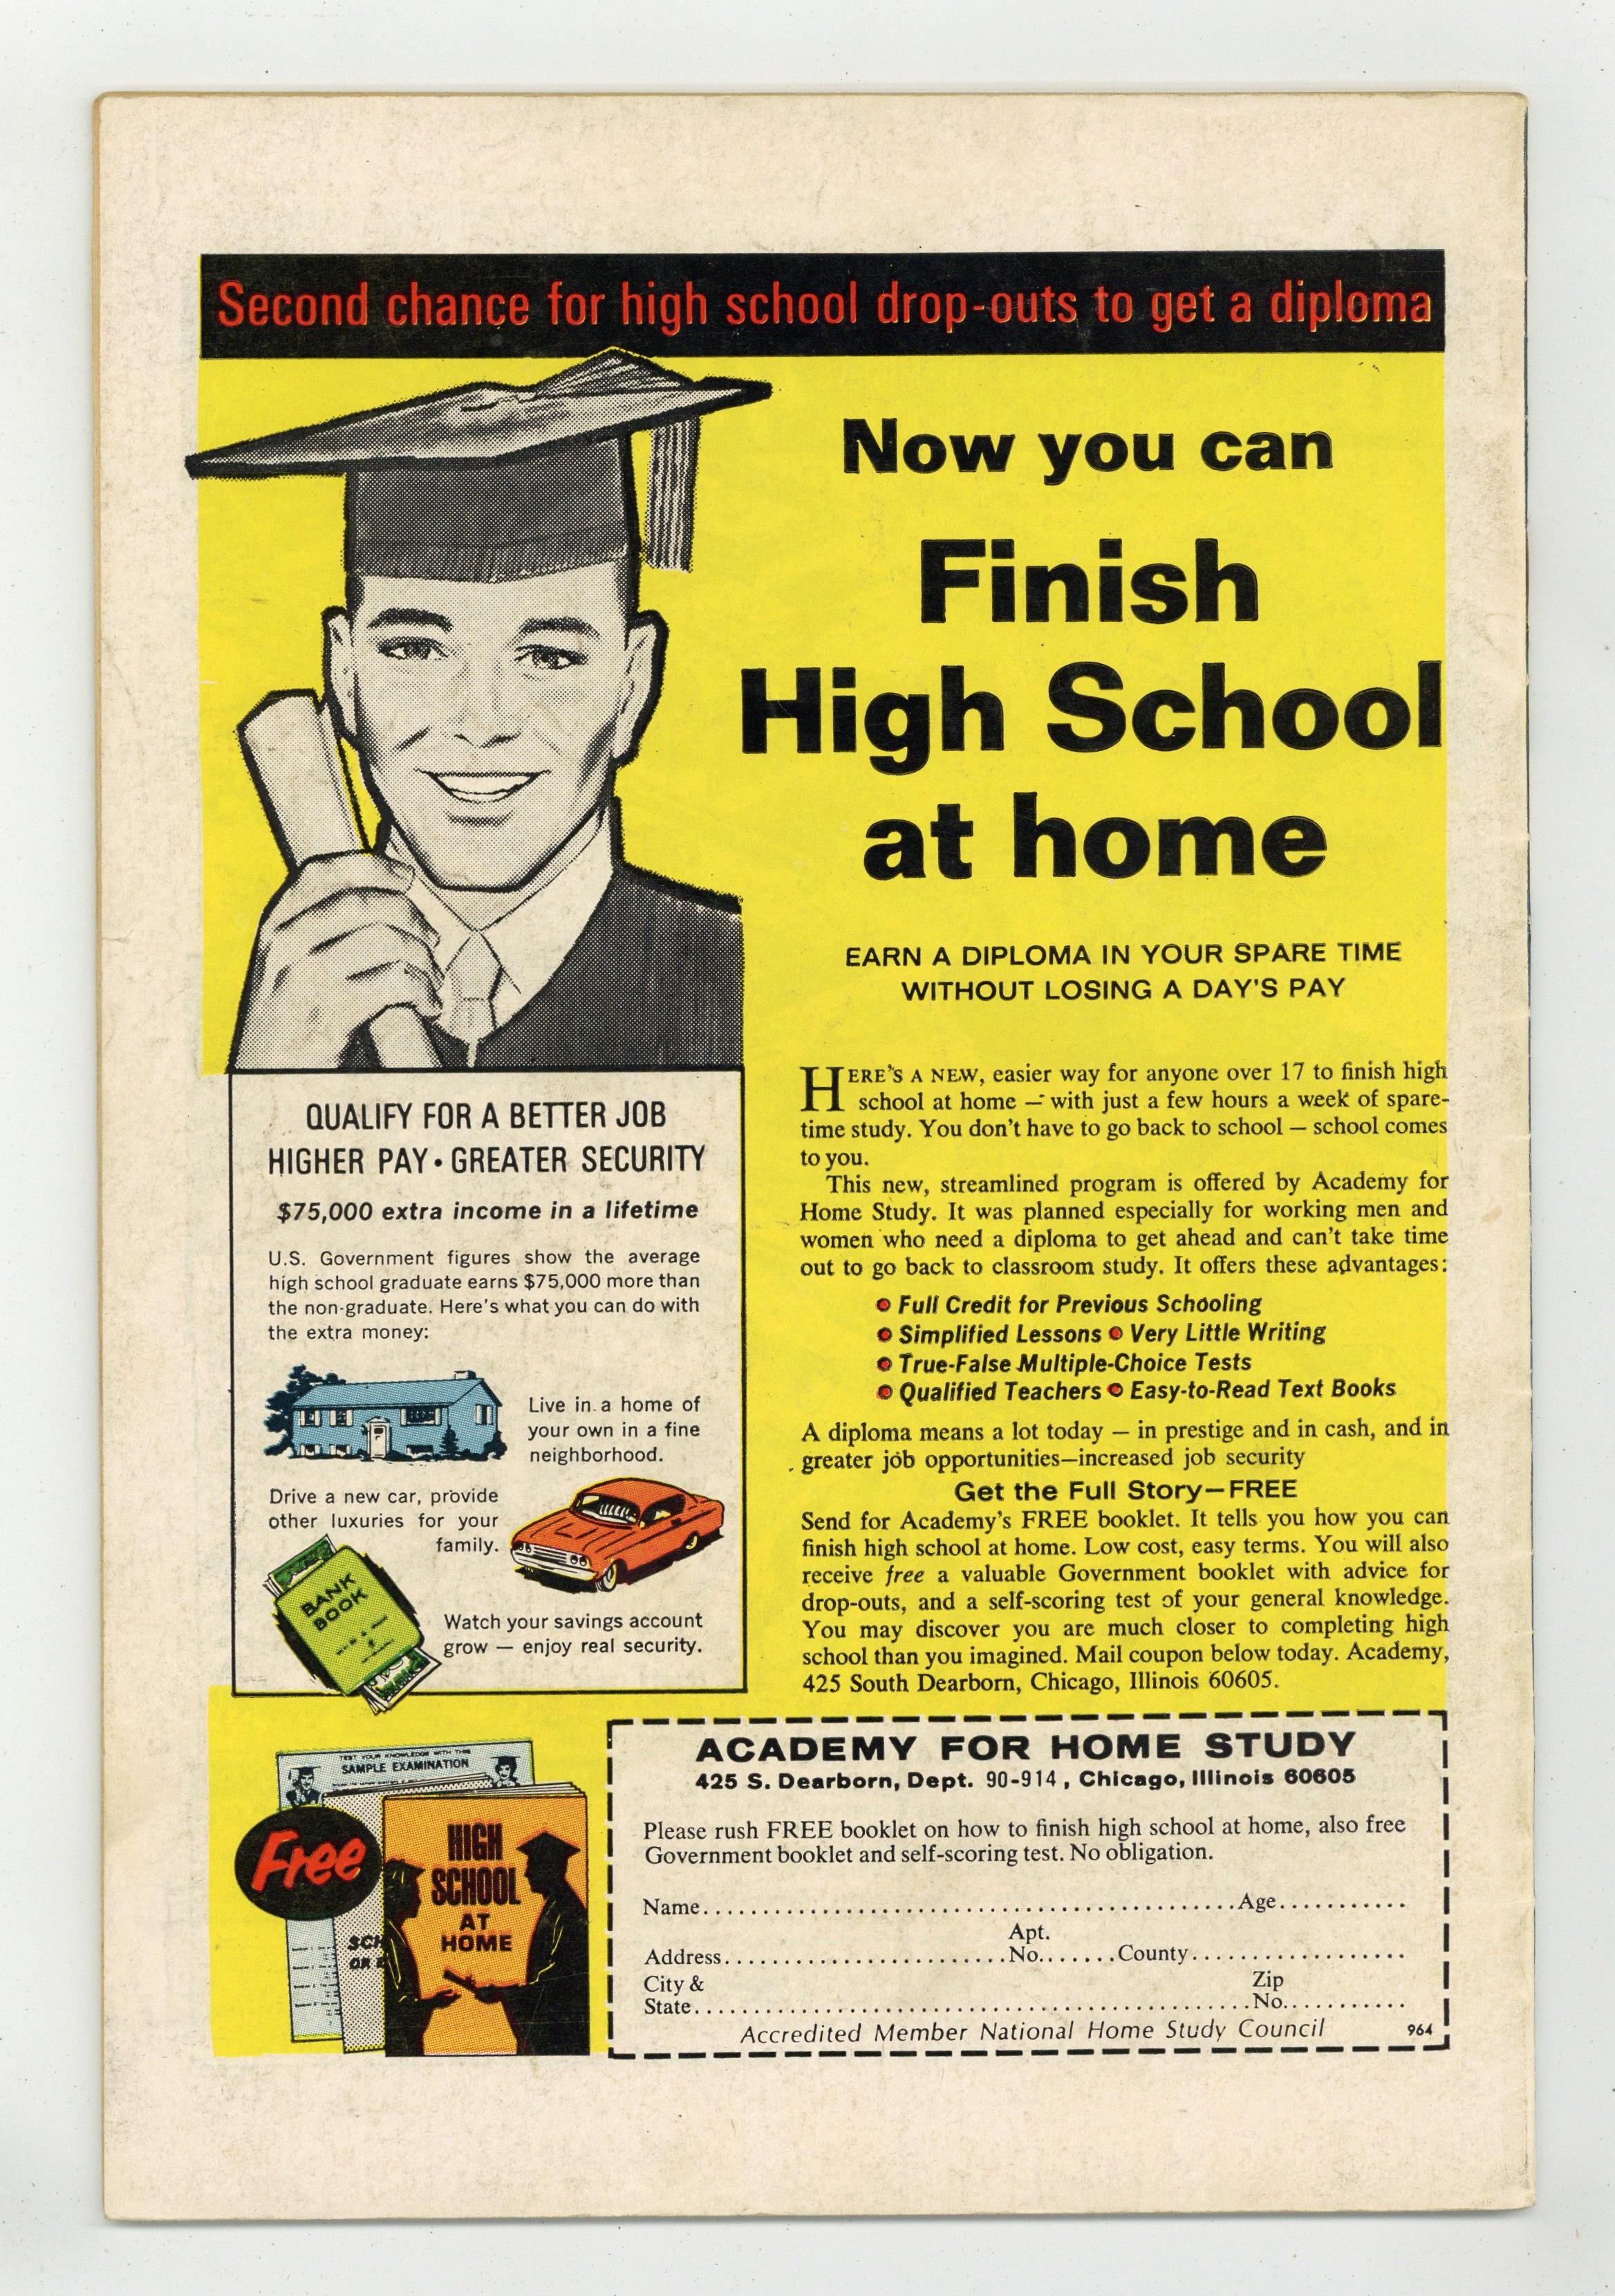 Second chance for high school drop-outs to get a diploma
Now you can
Finish
High School
at home
EARN A DIPLOMA IN YOUR SPARE TIME
WITHOUT LOSING A DAY'S PAY
HERE'S A NEW, easier way for anyone over 17 to finish high
school at home — with just a few hours a week of spare-
time study. You don't have to go back to school — school comes
to you.
This new, streamlined program is offered by Academy for
Home Study. It was planned especially for working men and
women who need a diploma to get ahead and can't take time
out to go back to classroom study. It offers these advantages:
• Full Credit for Previous Schooling
• Simplified Lessons • Very Little Writing
• True-False Multiple-Choice Tests
• Qualified Teachers • Easy-to-Read Text Books
A diploma means a lot today — in prestige and in cash, and in
greater job opportunities—increased job security
Get the Full Story—FREE
Send for Academy's FREE booklet. It tells you how you can
finish high school at home. Low cost, easy terms. You will also
receive free a valuable Government booklet with advice for
drop-outs, and a self-scoring test of your general knowledge.
You may discover you are much closer to completing high
school than you imagined. Mail coupon below today. Academy,
425 South Dearborn, Chicago, Illinois 60605.
QUALIFY FOR A BETTER JOB
HIGHER PAY • GREATER SECURITY
$75,000 extra income in a lifetime
U.S. Government figures show the average
high school graduate earns $75,000 more than
the non-graduate. Here's what you can do with
the extra money:
Live in a home of
your own in a fine
neighborhood.
Drive a new car, provide
other luxuries for your
family.
BANK
BOOK
Watch your savings account
grow — enjoy real security.
TEST YOUR KNOWLEDGE WITH THIS
SAMPLE EXAMINATION
Free
HIGH
SCHOOL
AT
HOME
ACADEMY FOR HOME STUDY
425 S. Dearborn, Dept. 90-914, Chicago, Illinois 60605
Please rush FREE booklet on how to finish high school at home, also free
Government booklet and self-scoring test. No obligation.
Name.......... Age..........
Apt.
Address.......... No....... County..........
City & Zip
State.......... No...........
Accredited Member National Home Study Council 964